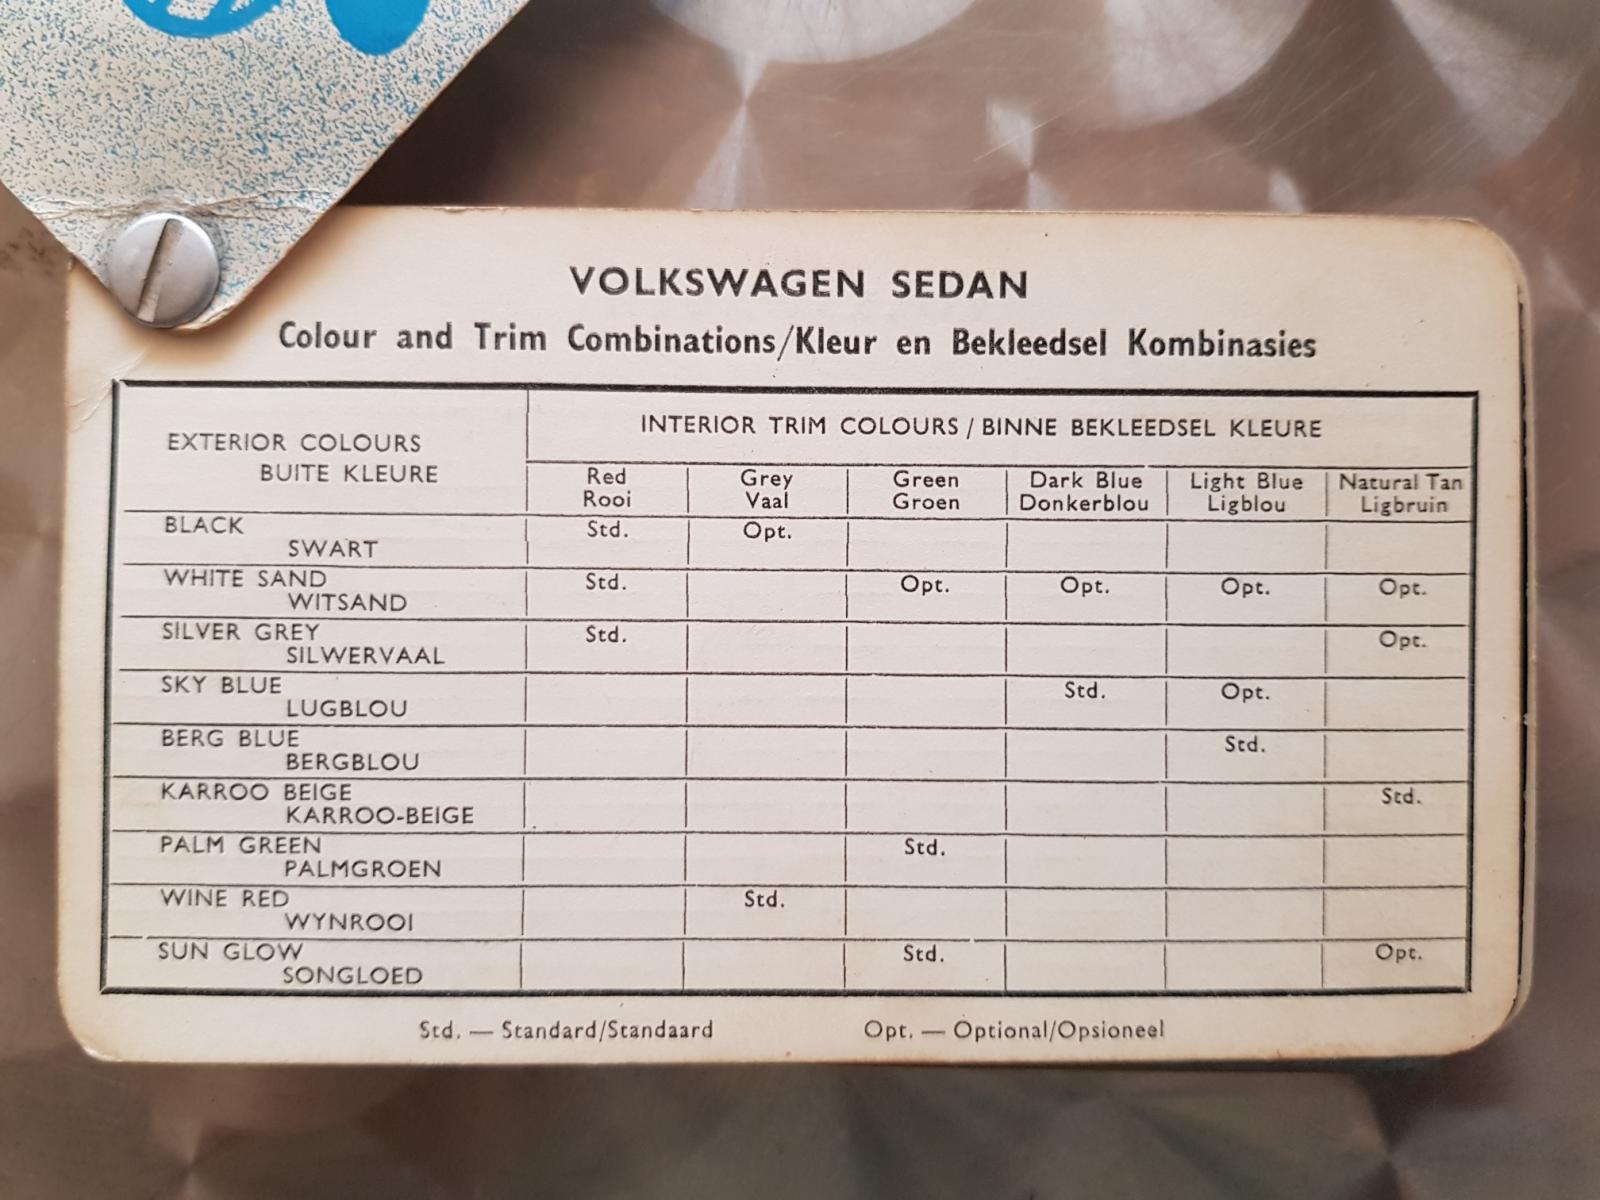 VOLKSWAGEN SEDAN
Colour and Trim Combinations/Kleur en Bekleedsel Kombinasies
EXTERIOR COLOURS
BUITE KLEURE
INTERIOR TRIM COLOURS / BINNE BEKLEEDSEL KLEURE
Red Grey Green Dark Blue Light Blue Natural Tan
Rooi Vaal Groen Donkerblou Ligblou Ligbruin
BLACK Std. Opt.
SWART
WHITE SAND Std. Opt. Opt. Opt. Opt.
WITSAND
SILVER GREY Std. Opt.
SILWERVAAL
SKY BLUE Std. Opt.
LUGBLOU
BERG BLUE Std.
BERGBLOU
KARROO BEIGE Std.
KARROO-BEIGE
PALM GREEN Std.
PALMGROEN
WINE RED Std.
WYNROOI
SUN GLOW Std. Opt.
SONGLOED
Std. — Standard/Standaard Opt. — Optional/Opsioneel